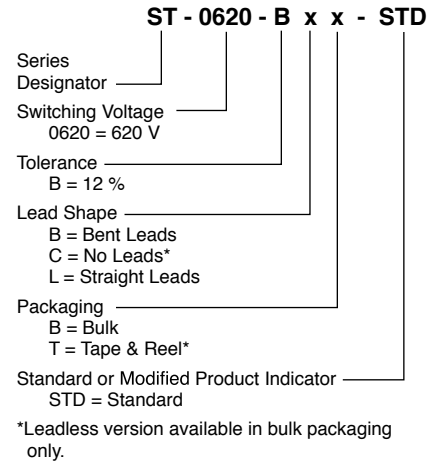 ST - 0620 - B x x - STD
Series
Designator
Switching Voltage
0620 = 620 V
Tolerance
B = 12 %
Lead Shape
B = Bent Leads
C = No Leads*
L = Straight Leads
Packaging
B = Bulk
T = Tape & Reel*
Standard or Modified Product Indicator
STD = Standard
*Leadless version available in bulk packaging
only.